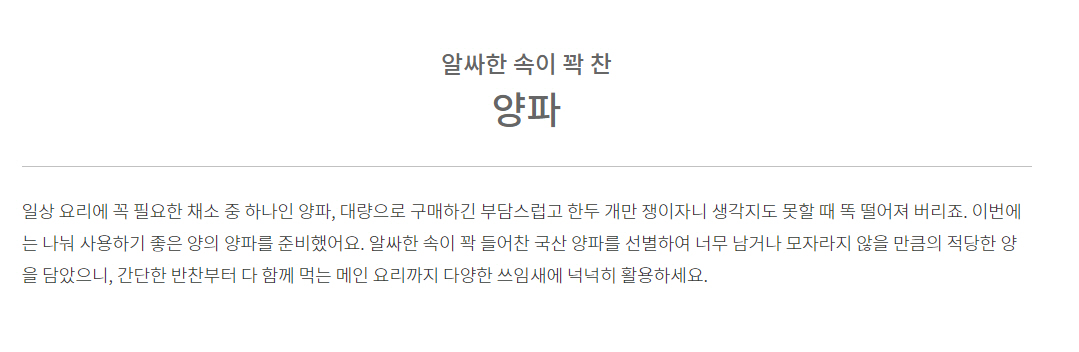 알싸한 속이 꽉 찬
양파
일상 요리에 꼭 필요한 채소 중 하나인 양파, 대량으로 구매하긴 부담스럽고 한두 개만 쟁이자니 생각지도 못할 때 똑 떨어져 버리죠. 이번에
는 나눠 사용하기 좋은 양의 양파를 준비했어요. 알싸한 속이 꽉 들어찬 국산 양파를 선별하여 너무 남거나 모자라지 않을 만큼의 적당한 양
을 담았으니, 간단한 반찬부터 다 함께 먹는 메인 요리까지 다양한 쓰임새에 넉넉히 활용하세요.